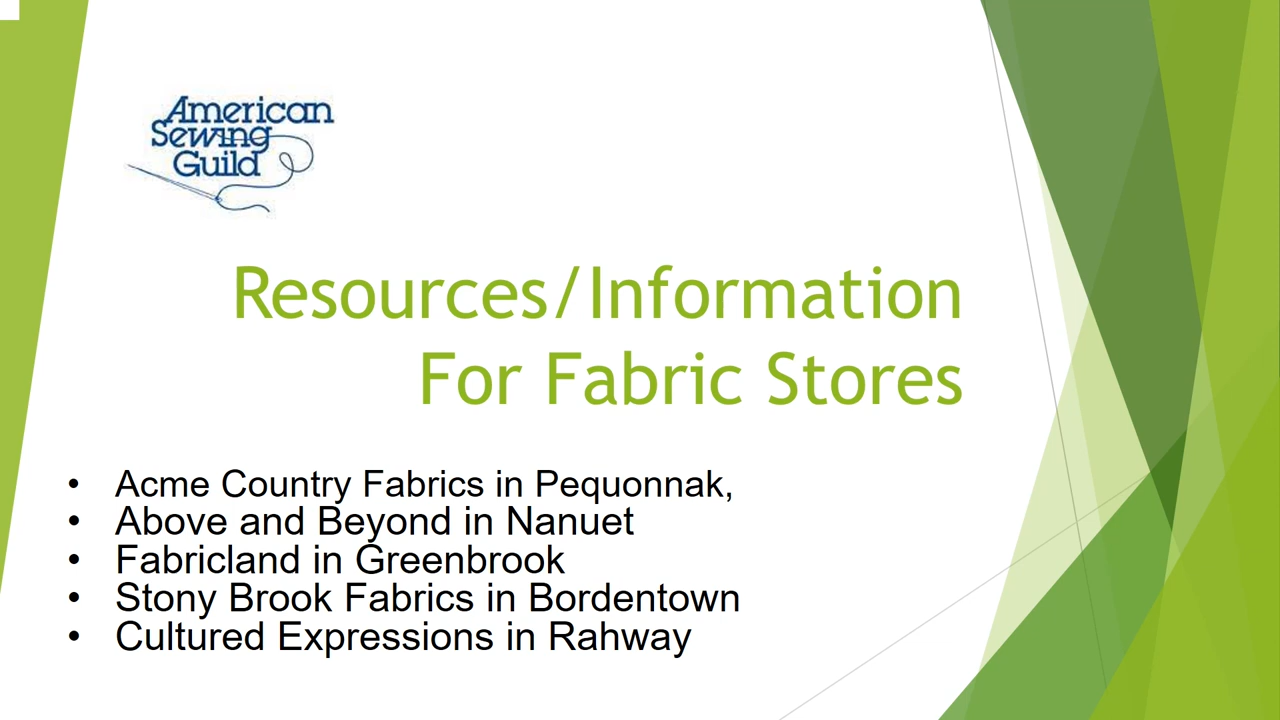 American
Sewing
Guild
Resources/Information
For Fabric Stores
• Acme Country Fabrics in Pequonnak,
• Above and Beyond in Nanuet
• Fabricland in Greenbrook
• Stony Brook Fabrics in Bordentown
• Cultured Expressions in Rahway